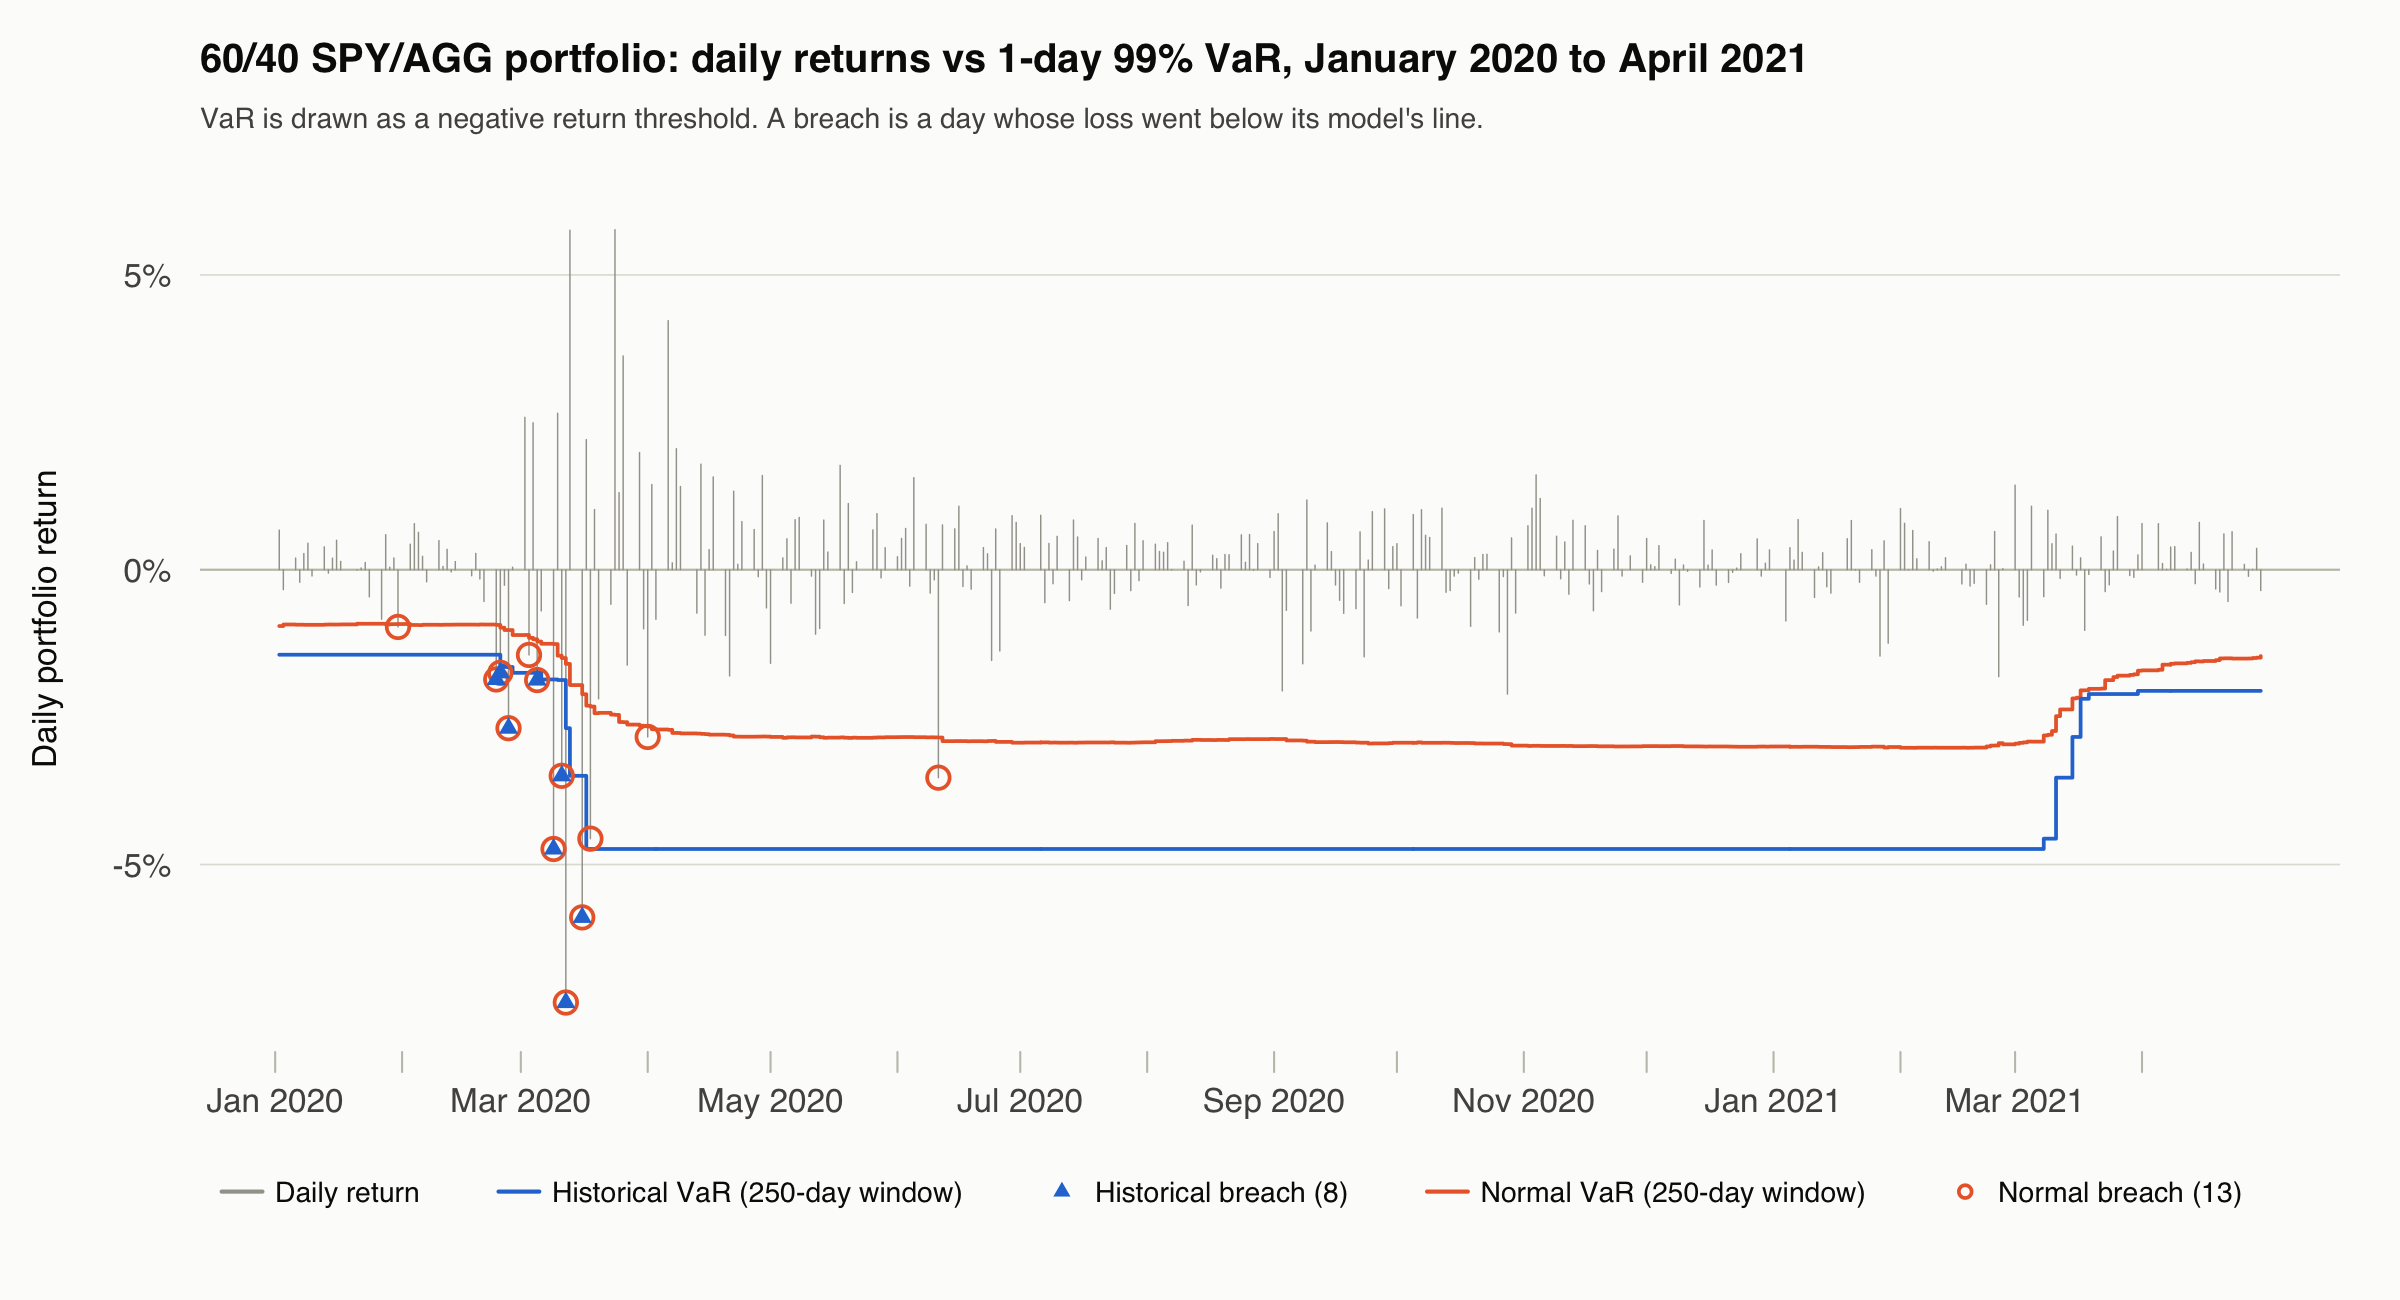 60/40 SPY/AGG portfolio: daily returns vs 1-day 99% VaR, January 2020 to April 2021
VaR is drawn as a negative return threshold. A breach is a day whose loss went below its model's line.
Daily portfolio return
5%
0%
-5%
Jan 2020
Mar 2020
May 2020
Jul 2020
Sep 2020
Nov 2020
Jan 2021
Mar 2021
Daily return
Historical VaR (250-day window)
Historical breach (8)
Normal VaR (250-day window)
Normal breach (13)